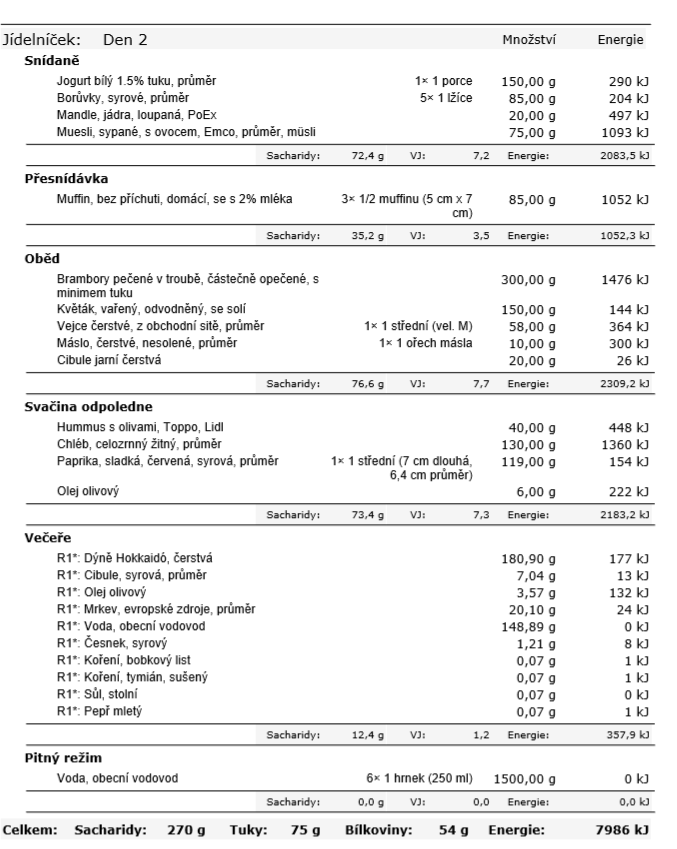 Jídelníček: Den 2 Množství Energie
Snídaně
Jogurt bílý 1.5% tuku, průměr 1× 1 porce 150,00 g 290 kJ
Borůvky, syrové, průměr 5× 1 lžíce 85,00 g 204 kJ
Mandle, jádra, loupaná, PoEx 20,00 g 497 kJ
Muesli, sypané, s ovocem, Emco, průměr, müsli 75,00 g 1093 kJ
Sacharidy: 72,4 g VJ: 7,2 Energie: 2083,5 kJ
Přesnídávka
Muffin, bez příchuti, domácí, se s 2% mléka 3× 1/2 muffinu (5 cm x 7 85,00 g 1052 kJ
cm)
Sacharidy: 35,2 g VJ: 3,5 Energie: 1052,3 kJ
Oběd
Brambory pečené v troubě, částečně opečené, s 300,00 g 1476 kJ
minimem tuku
Květák, vařený, odvodněný, se solí 150,00 g 144 kJ
Vejce čerstvé, z obchodní sitě, průměr 1× 1 střední (vel. M) 58,00 g 364 kJ
Máslo, čerstvé, nesolené, průměr 1× 1 ořech másla 10,00 g 300 kJ
Cibule jarní čerstvá 20,00 g 26 kJ
Sacharidy: 76,6 g VJ: 7,7 Energie: 2309,2 kJ
Svačina odpoledne
Hummus s olivami, Toppo, Lidl 40,00 g 448 kJ
Chléb, celozrnný žitný, průměr 130,00 g 1360 kJ
Paprika, sladká, červená, syrová, průměr 1× 1 střední (7 cm dlouhá, 119,00 g 154 kJ
6,4 cm průměr)
Olej olivový 6,00 g 222 kJ
Sacharidy: 73,4 g VJ: 7,3 Energie: 2183,2 kJ
Večeře
R1*: Dýně Hokkaidó, čerstvá 180,90 g 177 kJ
R1*: Cibule, syrová, průměr 7,04 g 13 kJ
R1*: Olej olivový 3,57 g 132 kJ
R1*: Mrkev, evropské zdroje, průměr 20,10 g 24 kJ
R1*: Voda, obecní vodovod 148,89 g 0 kJ
R1*: Česnek, syrový 1,21 g 8 kJ
R1*: Koření, bobkový list 0,07 g 1 kJ
R1*: Koření, tymián, sušený 0,07 g 1 kJ
R1*: Sůl, stolní 0,07 g 0 kJ
R1*: Pepř mletý 0,07 g 1 kJ
Sacharidy: 12,4 g VJ: 1,2 Energie: 357,9 kJ
Pitný režim
Voda, obecní vodovod 6× 1 hrnek (250 ml) 1500,00 g 0 kJ
Sacharidy: 0,0 g VJ: 0,0 Energie: 0,0 kJ
Celkem: Sacharidy: 270 g Tuky: 75 g Bílkoviny: 54 g Energie: 7986 kJ